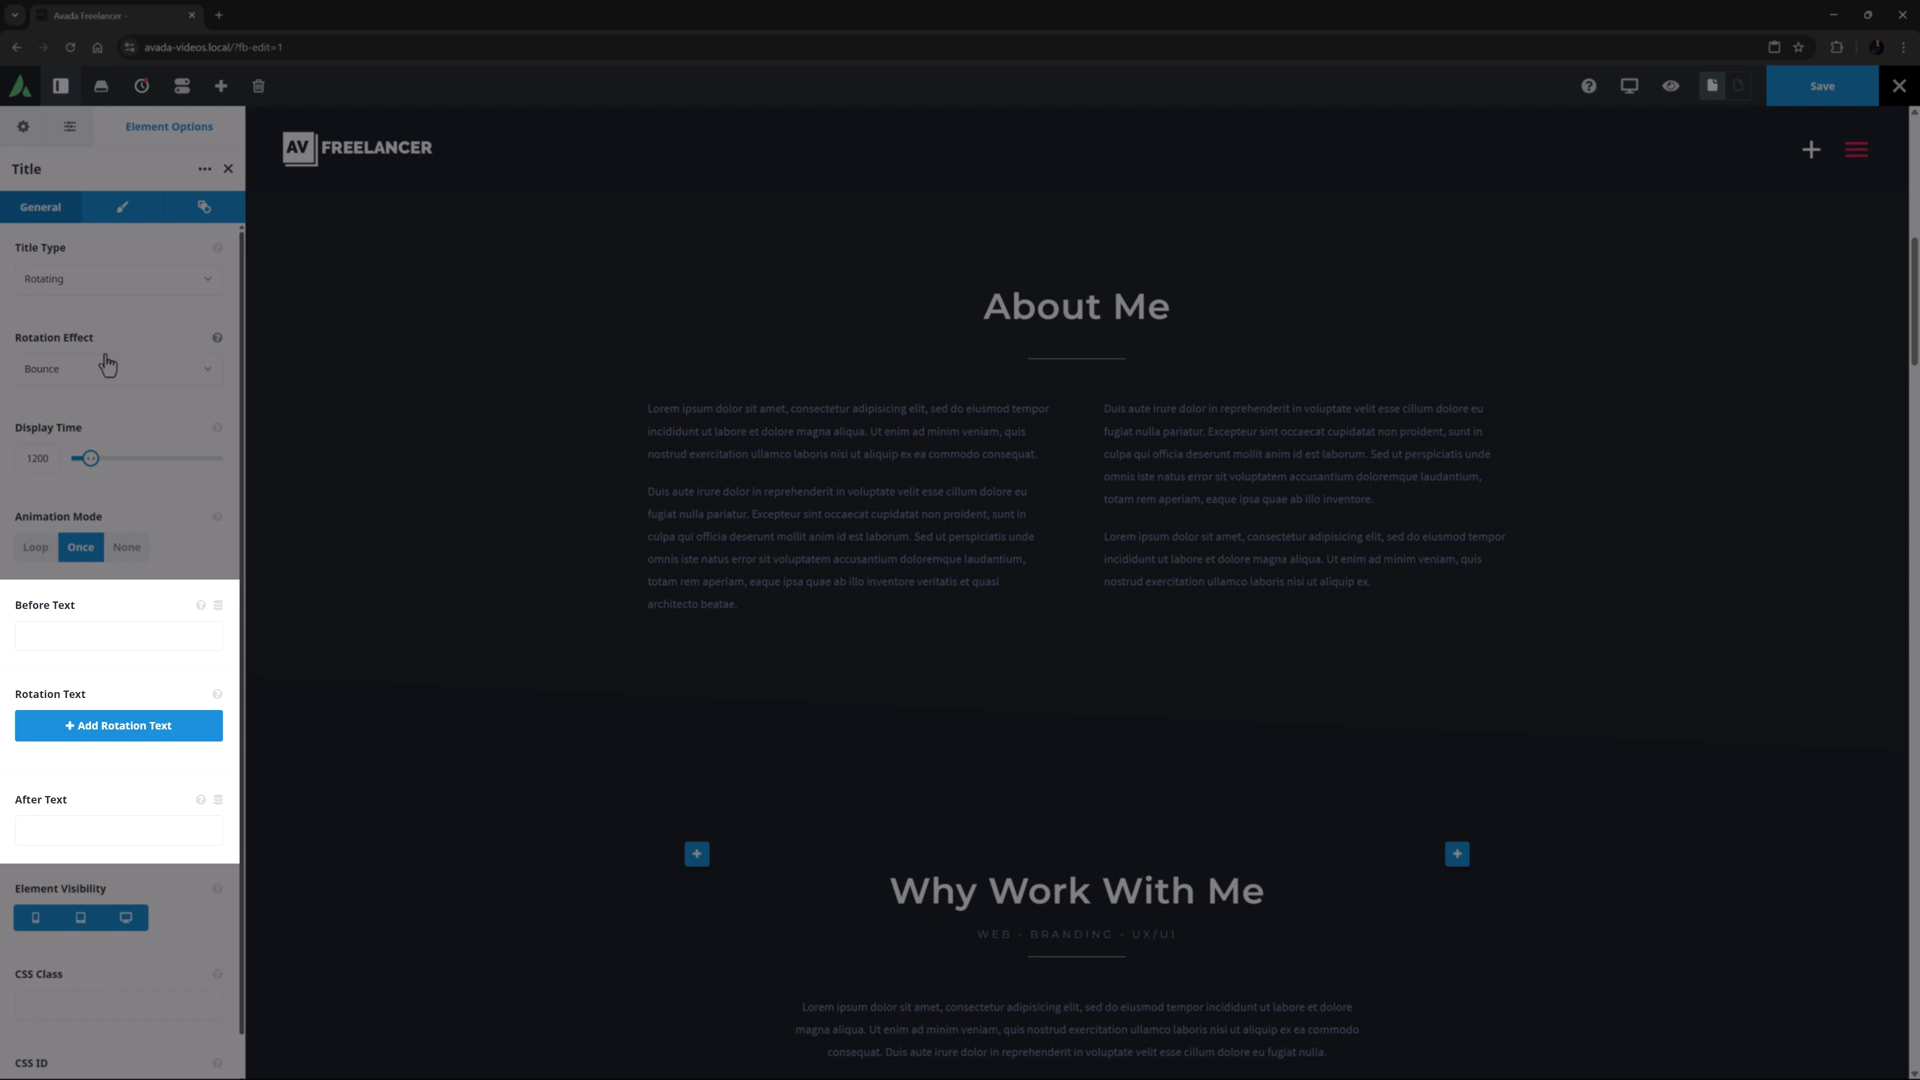 Avada Freelancer -
avada-videos.local/?fb-edit=1
Save
Element Options
Title
General
Title Type
Rotating
Rotation Effect
Bounce
Display Time
1200
Animation Mode
Loop
Once
None
Before Text
Rotation Text
+ Add Rotation Text
After Text
Element Visibility
CSS Class
CSS ID
AV FREELANCER
About Me
Lorem ipsum dolor sit amet, consectetur adipisicing elit, sed do eiusmod tempor
incididunt ut labore et dolore magna aliqua. Ut enim ad minim veniam, quis
nostrud exercitation ullamco laboris nisi ut aliquip ex ea commodo consequat.
Duis aute irure dolor in reprehenderit in voluptate velit esse cillum dolore eu
fugiat nulla pariatur. Excepteur sint occaecat cupidatat non proident, sunt in
culpa qui officia deserunt mollit anim id est laborum. Sed ut perspiciatis unde
omnis iste natus error sit voluptatem accusantium doloremque laudantium,
totam rem aperiam, eaque ipsa quae ab illo inventore veritatis et quasi
architecto beatae.
Duis aute irure dolor in reprehenderit in voluptate velit esse cillum dolore eu
fugiat nulla pariatur. Excepteur sint occaecat cupidatat non proident, sunt in
culpa qui officia deserunt mollit anim id est laborum. Sed ut perspiciatis unde
omnis iste natus error sit voluptatem accusantium doloremque laudantium,
totam rem aperiam, eaque ipsa quae ab illo inventore.
Lorem ipsum dolor sit amet, consectetur adipisicing elit, sed do eiusmod tempor
incididunt ut labore et dolore magna aliqua. Ut enim ad minim veniam, quis
nostrud exercitation ullamco laboris nisi ut aliquip ex.
Why Work With Me
WEB • BRANDING • UX/UI
Lorem ipsum dolor sit amet, consectetur adipisicing elit, sed do eiusmod tempor incididunt ut labore et dolore
magna aliqua. Ut enim ad minim veniam, quis nostrud exercitation ullamco laboris nisi ut aliquip ex ea commodo
consequat. Duis aute irure dolor in reprehenderit in voluptate velit esse cillum dolore eu fugiat nulla.